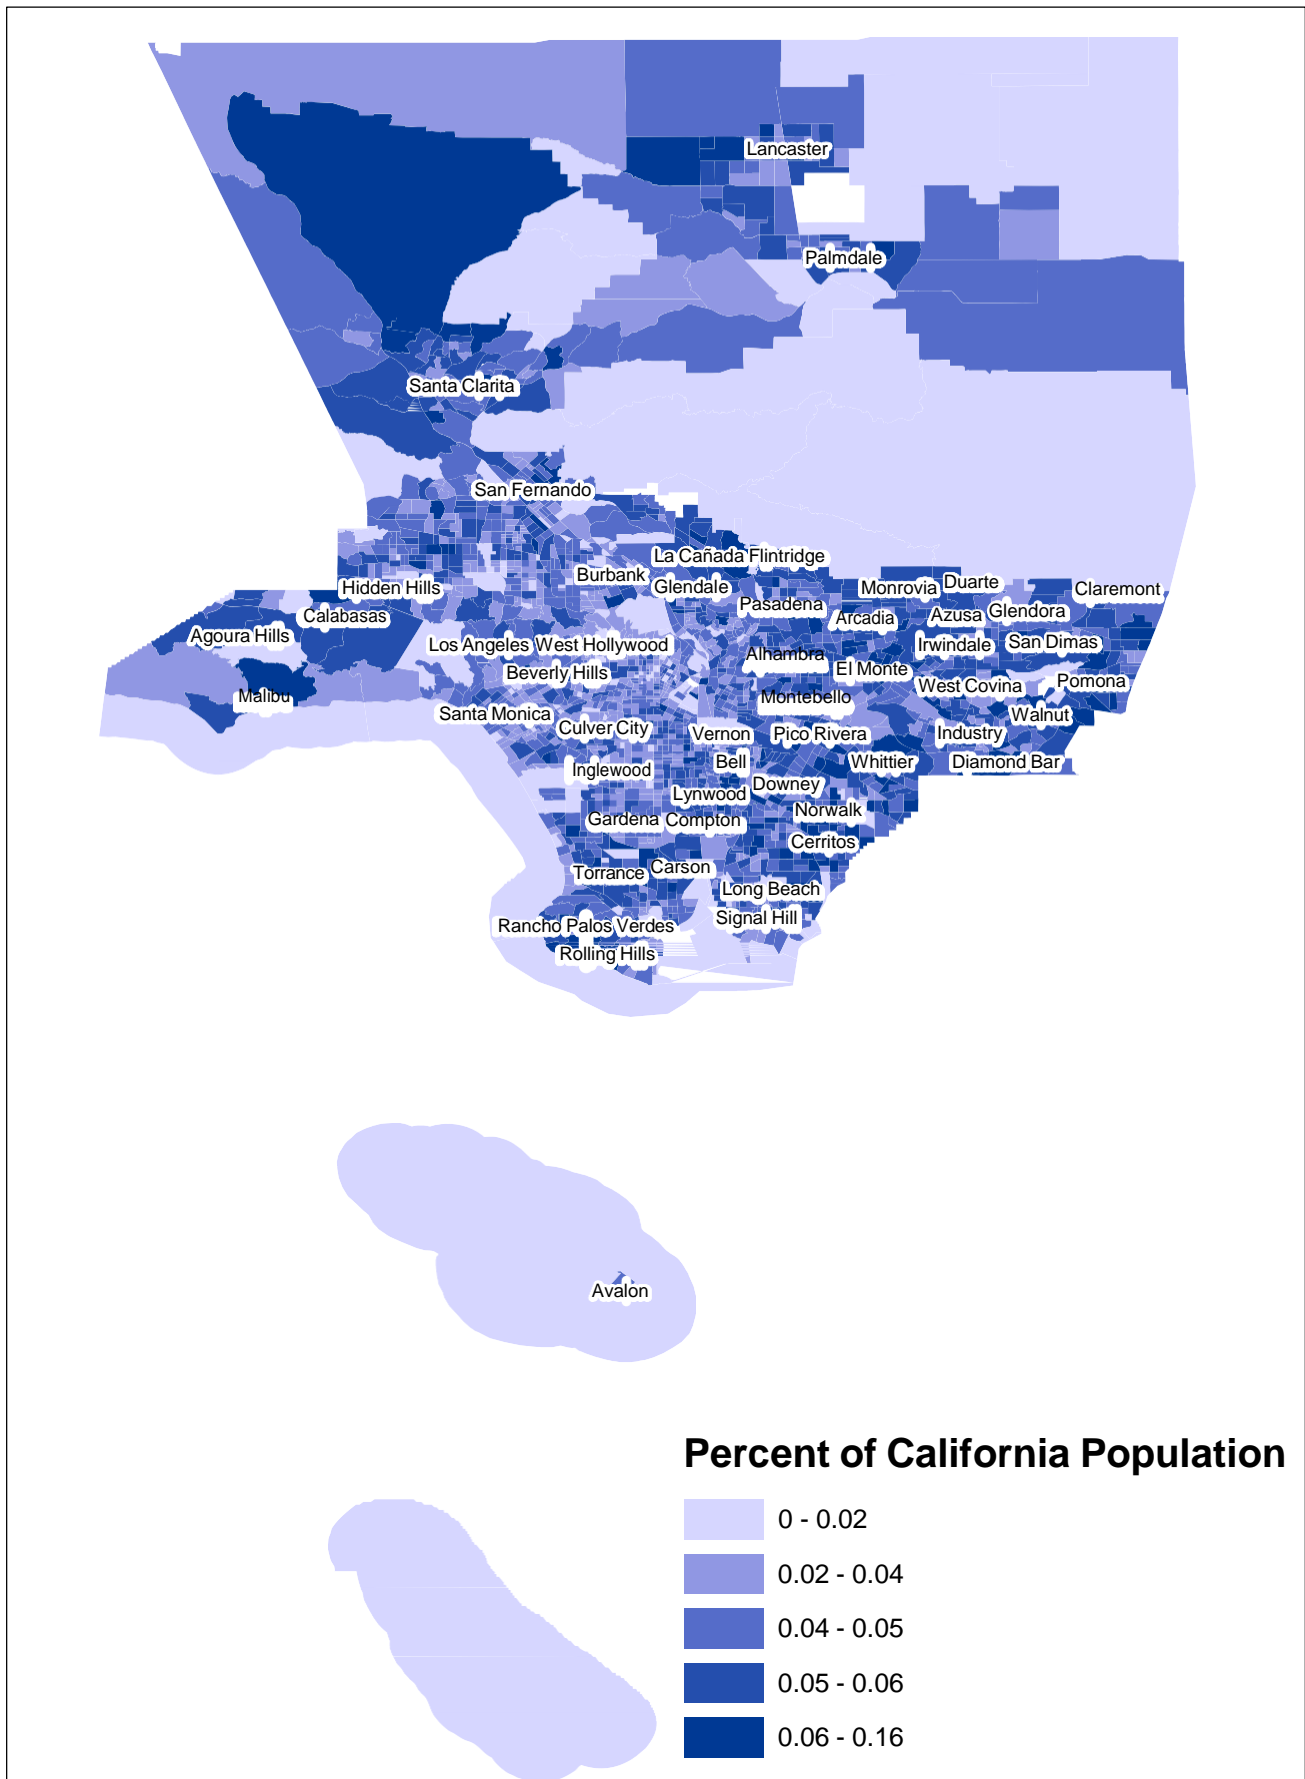 Lancaster
Palmdale
Santa Clarita
San Fernando
La Cañada Flintridge
Burbank
Glendale
Monrovia
Duarte
Claremont
Hidden Hills
Pasadena
Arcadia
Azusa
Glendora
Calabasas
Agoura Hills
Los Angeles
West Hollywood
Alhambra
Irwindale
San Dimas
Beverly Hills
El Monte
West Covina
Pomona
Malibu
Montebello
Santa Monica
Walnut
Culver City
Vernon
Pico Rivera
Industry
Inglewood
Bell
Whittier
Diamond Bar
Lynwood
Downey
Norwalk
Gardena
Compton
Cerritos
Torrance
Carson
Long Beach
Signal Hill
Rancho Palos Verdes
Rolling Hills
Avalon
Percent of California Population
0 - 0.02
0.02 - 0.04
0.04 - 0.05
0.05 - 0.06
0.06 - 0.16